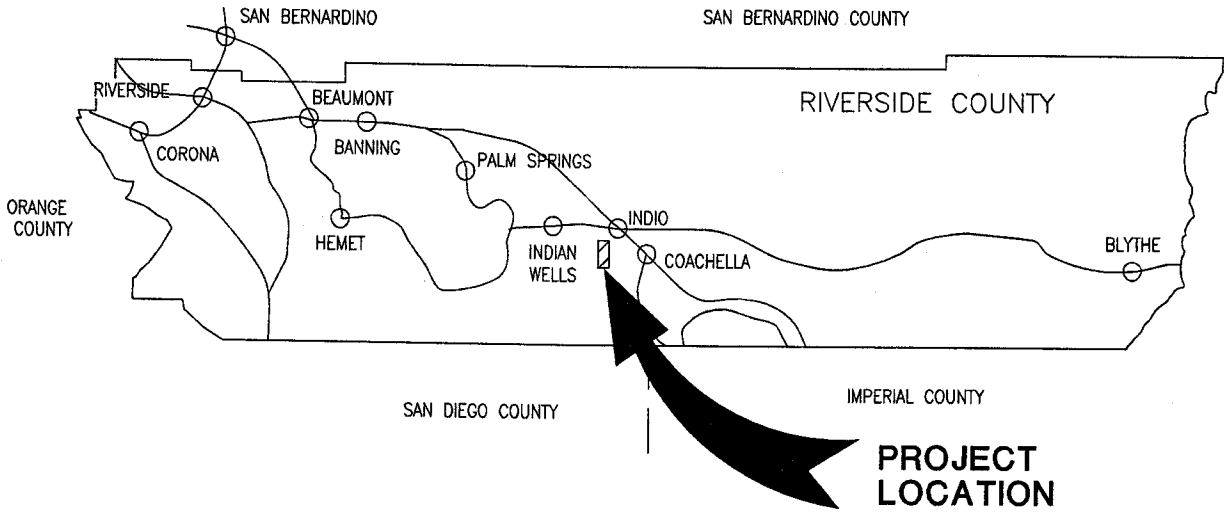 SAN BERNARDINO
SAN BERNARDINO COUNTY
RIVERSIDE
BEAUMONT
RIVERSIDE COUNTY
CORONA
BANNING
PALM SPRINGS
ORANGE
COUNTY
HEMET
INDIAN
WELLS
INDIO
COACHELLA
BLYTHE
SAN DIEGO COUNTY
IMPERIAL COUNTY
PROJECT
LOCATION